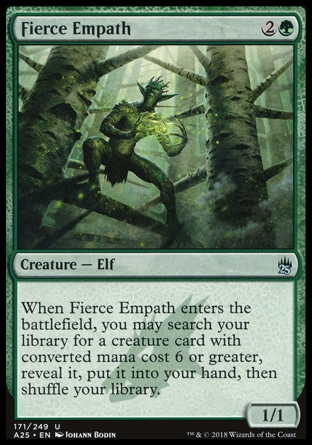 Fierce Empath 2
Creature — Elf 25
When Fierce Empath enters the
battlefield, you may search your
library for a creature card with
converted mana cost 6 or greater,
reveal it, put it into your hand, then
shuffle your library.
1/1
171/249 U
A25 • EN Johann Bodin ™ & © 2018 Wizards of the Coast